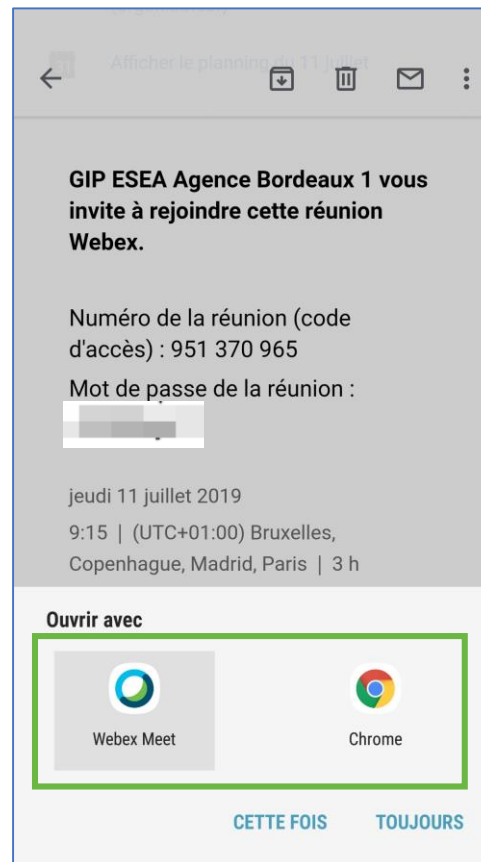 Afficher le planning du 11 juillet
GIP ESEA Agence Bordeaux 1 vous
invite à rejoindre cette réunion
Webex.
Numéro de la réunion (code
d'accès) : 951 370 965
Mot de passe de la réunion :
jeudi 11 juillet 2019
9:15 | (UTC+01:00) Bruxelles,
Copenhague, Madrid, Paris | 3 h
Ouvrir avec
Webex Meet
Chrome
CETTE FOIS
TOUJOURS